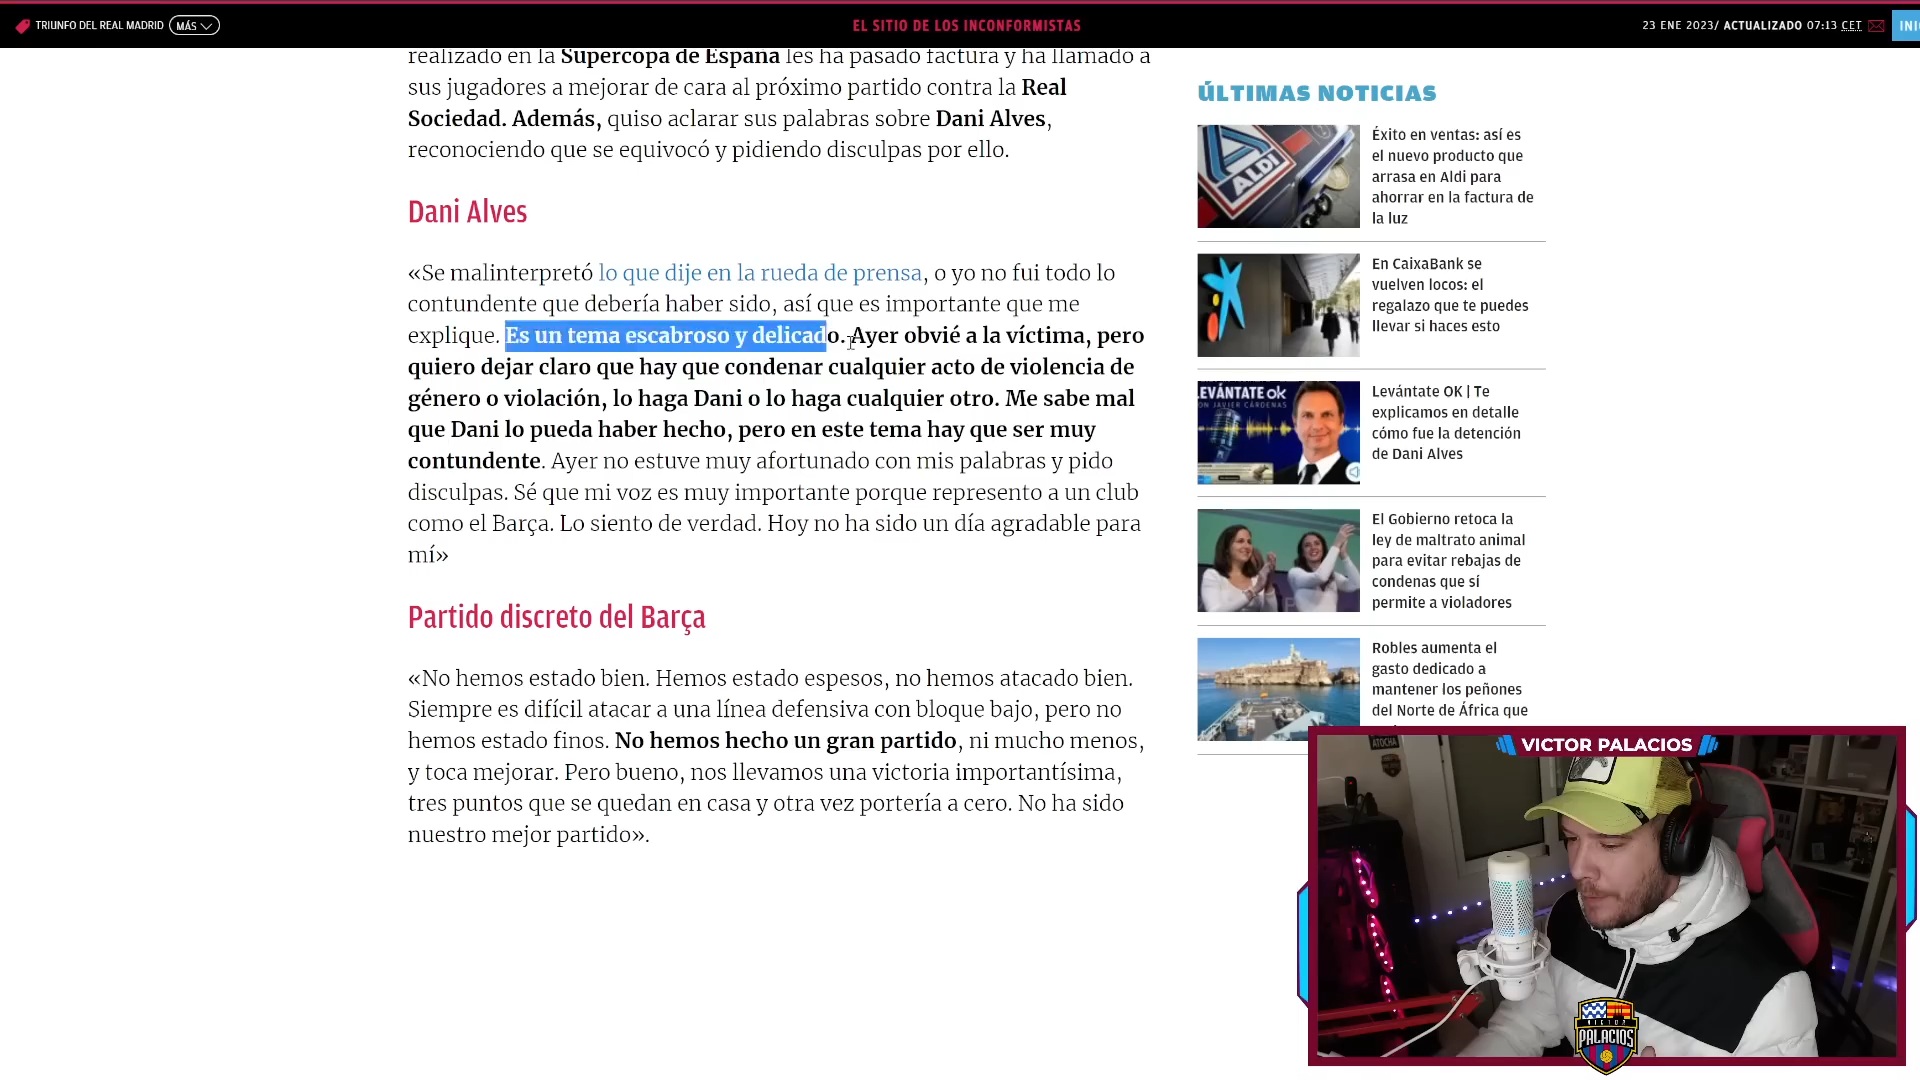 TRIUNFO DEL REAL MADRID
MÁS
EL SITIO DE LOS INCONFORMISTAS
23 ENE 2023/ ACTUALIZADO 07:13 CET
INI
realizado en la Supercopa de España les ha pasado factura y ha llamado a
sus jugadores a mejorar de cara al próximo partido contra la Real
Sociedad. Además, quiso aclarar sus palabras sobre Dani Alves,
reconociendo que se equivocó y pidiendo disculpas por ello.
Dani Alves
«Se malinterpretó lo que dije en la rueda de prensa, o yo no fui todo lo
contundente que debería haber sido, así que es importante que me
explique. Es un tema escabroso y delicado. Ayer obvié a la víctima, pero
quiero dejar claro que hay que condenar cualquier acto de violencia de
género o violación, lo haga Dani o lo haga cualquier otro. Me sabe mal
que Dani lo pueda haber hecho, pero en este tema hay que ser muy
contundente. Ayer no estuve muy afortunado con mis palabras y pido
disculpas. Sé que mi voz es muy importante porque represento a un club
como el Barça. Lo siento de verdad. Hoy no ha sido un día agradable para
mí»
Partido discreto del Barça
«No hemos estado bien. Hemos estado espesos, no hemos atacado bien.
Siempre es difícil atacar a una línea defensiva con bloque bajo, pero no
hemos estado finos. No hemos hecho un gran partido, ni mucho menos,
y toca mejorar. Pero bueno, nos llevamos una victoria importantísima,
tres puntos que se quedan en casa y otra vez portería a cero. No ha sido
nuestro mejor partido».
ÚLTIMAS NOTICIAS
ALDI
Éxito en ventas: así es
el nuevo producto que
arrasa en Aldi para
ahorrar en la factura de
la luz
En CaixaBank se
vuelven locos: el
regalazo que te puedes
llevar si haces esto
LEVÁNTATE OK
CON JAVIER CÁRDENAS
Levántate OK | Te
explicamos en detalle
cómo fue la detención
de Dani Alves
El Gobierno retoca la
ley de maltrato animal
para evitar rebajas de
condenas que sí
permite a violadores
Robles aumenta el
gasto dedicado a
mantener los peñones
del Norte de África que
VICTOR PALACIOS
ATOCHA
VICTOR
PALACIOS